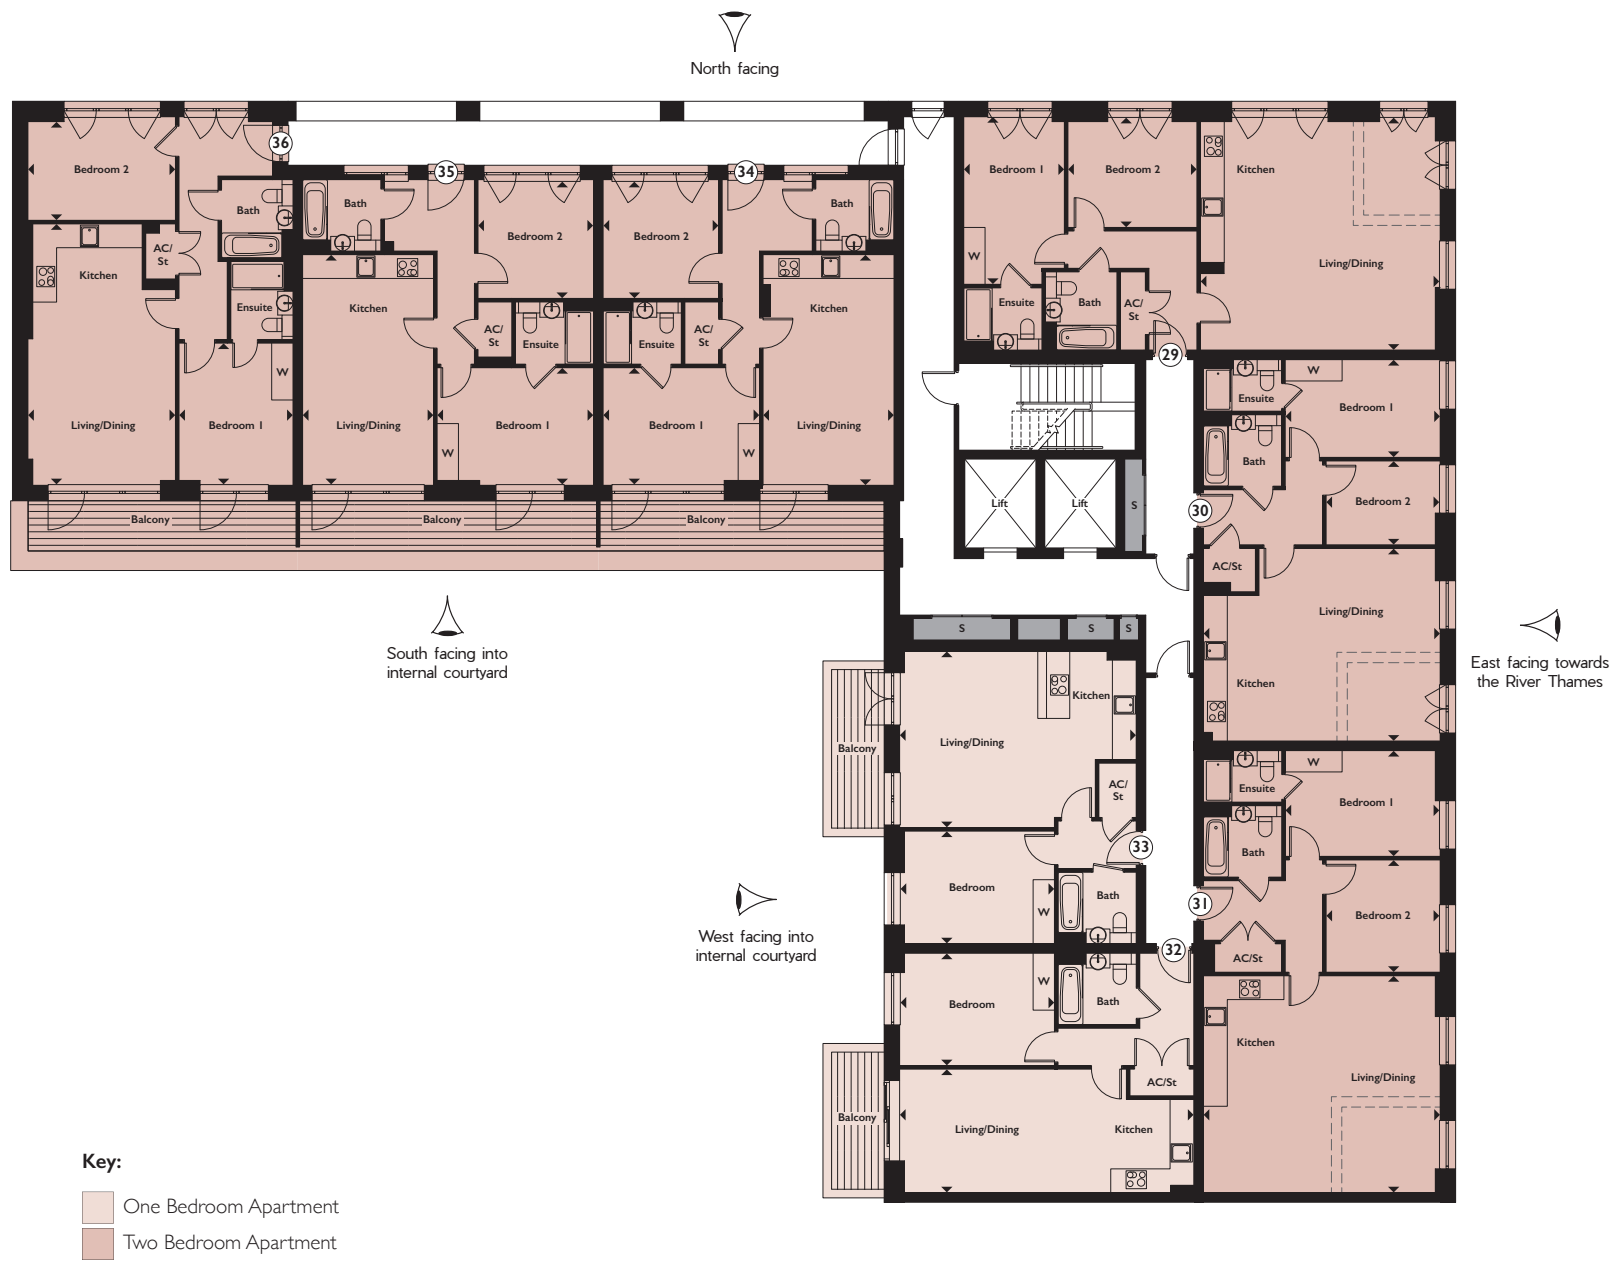 North facing
36
Bedroom 2
Bath
AC/
St
Kitchen
Ensuite
W
Living/Dining
Bedroom 1
Balcony
35
Bath
Bedroom 2
Kitchen
AC/
St
Ensuite
Living/Dining
Bedroom 1
W
Balcony
34
Bedroom 2
Bath
Ensuite
AC/
St
Kitchen
Bedroom 1
W
Living/Dining
Balcony
South facing into
internal courtyard
Bedroom 1
Bedroom 2
Kitchen
W
Living/Dining
Ensuite
Bath
AC/
St
29
Lift
Lift
S
W
Ensuite
Bedroom 1
Bath
30
Bedroom 2
AC/St
Living/Dining
Kitchen
East facing towards
the River Thames
S
S
S
Kitchen
Living/Dining
Balcony
AC/
St
33
Bedroom
W
Bath
West facing into
internal courtyard
W
Ensuite
Bedroom 1
Bath
31
Bedroom 2
AC/St
Kitchen
Living/Dining
32
Bedroom
W
Bath
AC/St
Balcony
Living/Dining
Kitchen
Key:
One Bedroom Apartment
Two Bedroom Apartment